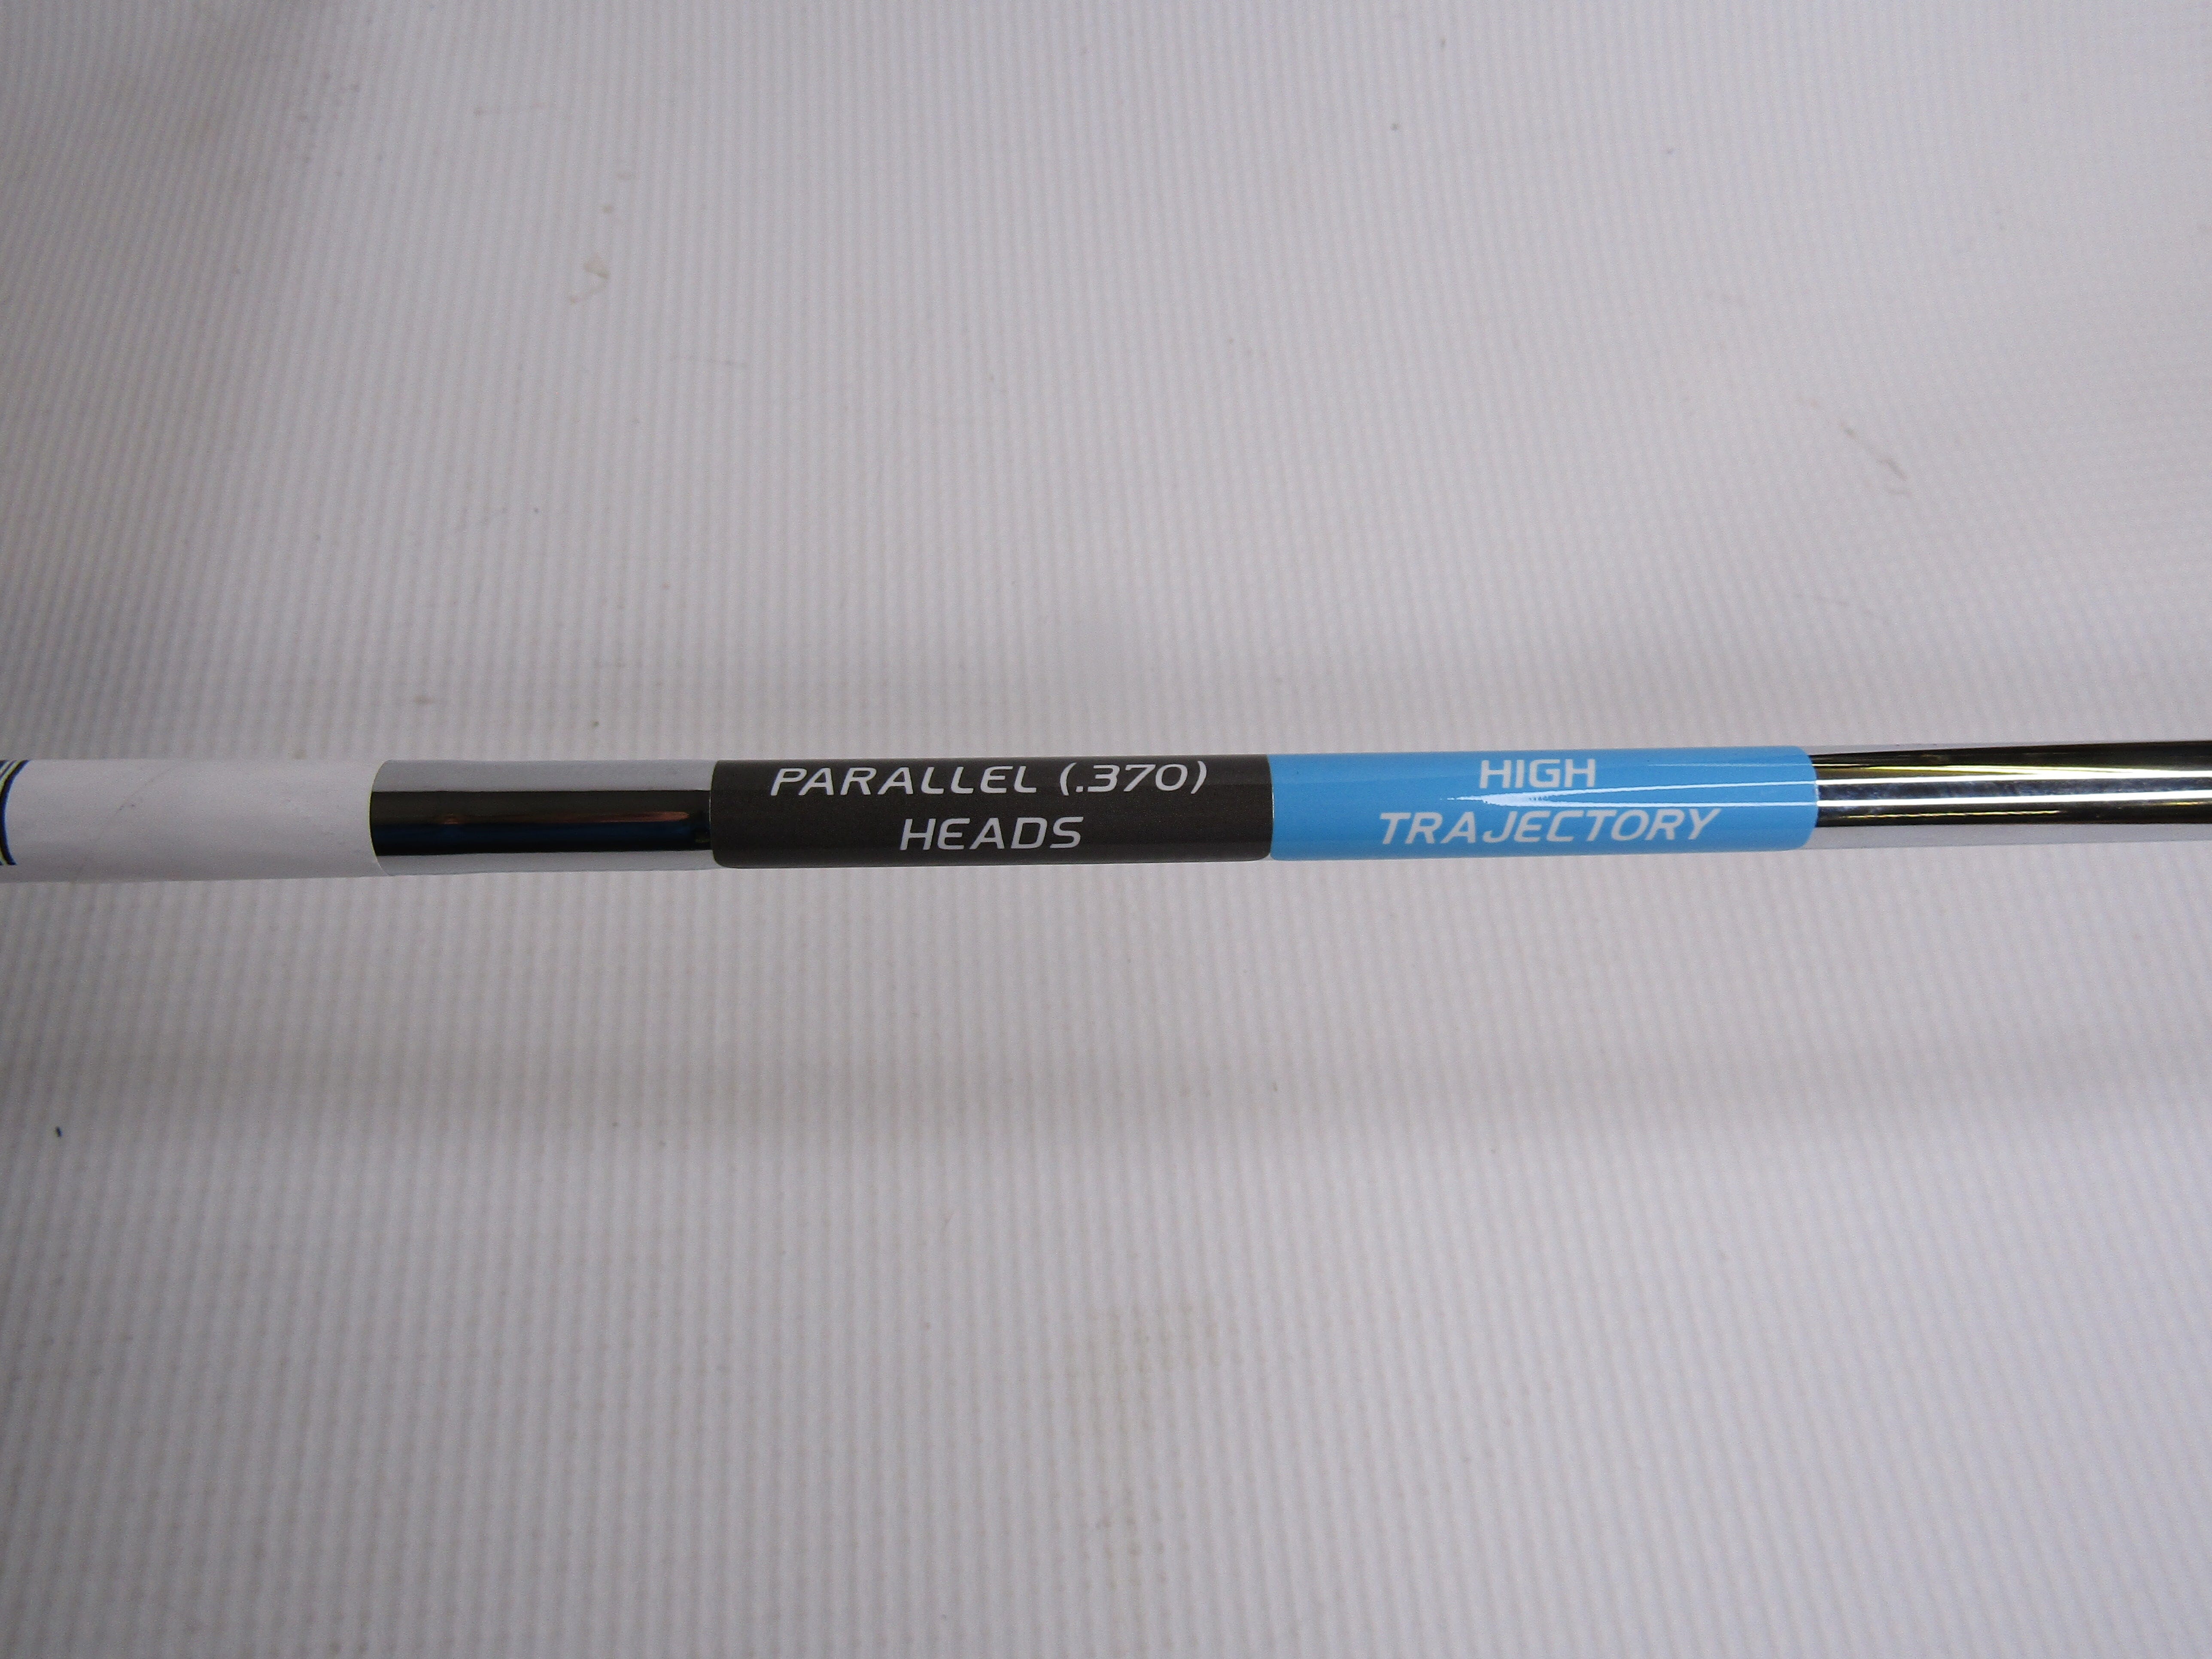 PARALLEL (.370)
HEADS
HIGH
TRAJECTORY